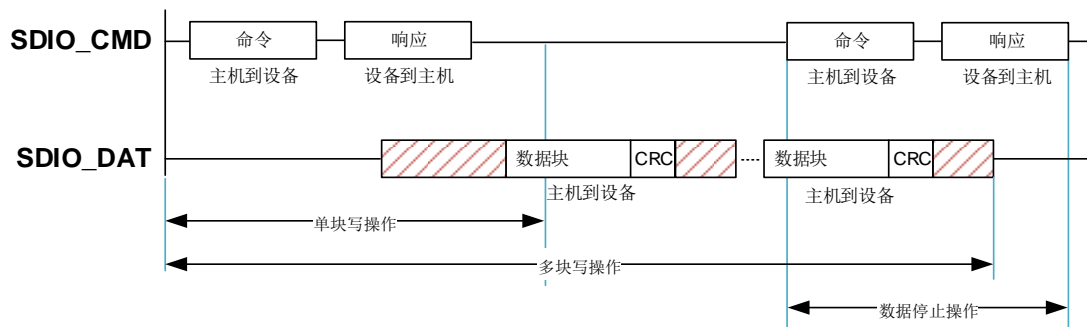 SDIO_CMD 命令 响应 命令 响应
主机到设备 设备到主机 主机到设备 设备到主机
SDIO_DAT 数据块 CRC 数据块 CRC
主机到设备 主机到设备
单块写操作
多块写操作
数据停止操作